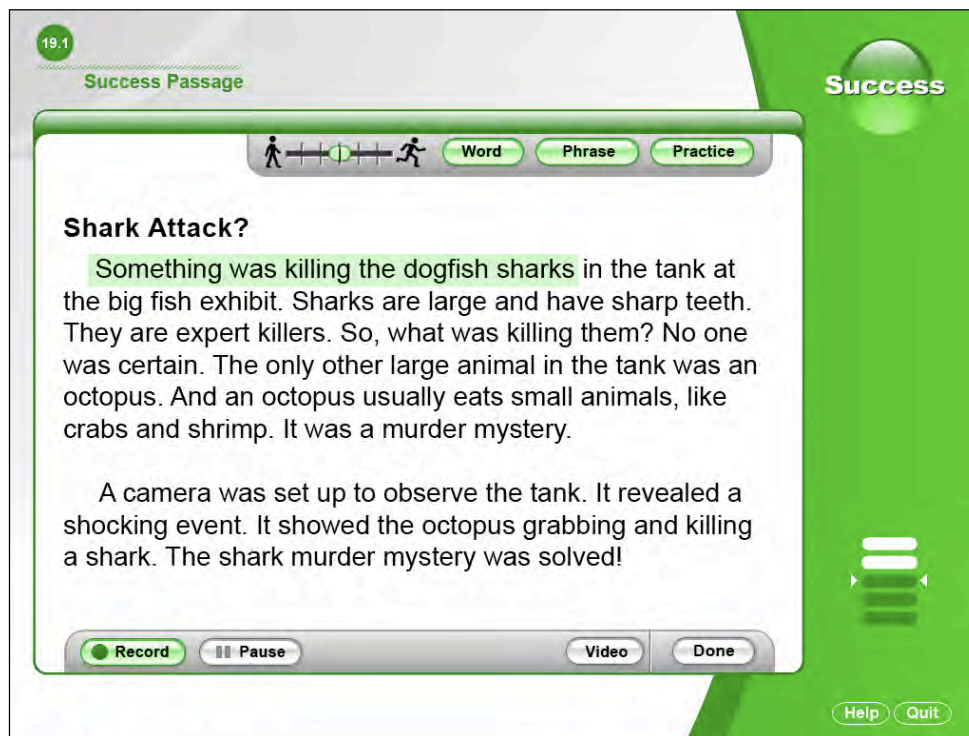 19.1
Success Passage
Success
Word Phrase Practice
Shark Attack?
Something was killing the dogfish sharks in the tank at
the big fish exhibit. Sharks are large and have sharp teeth.
They are expert killers. So, what was killing them? No one
was certain. The only other large animal in the tank was an
octopus. And an octopus usually eats small animals, like
crabs and shrimp. It was a murder mystery.
A camera was set up to observe the tank. It revealed a
shocking event. It showed the octopus grabbing and killing
a shark. The shark murder mystery was solved!
Record Pause Video Done
Help Quit